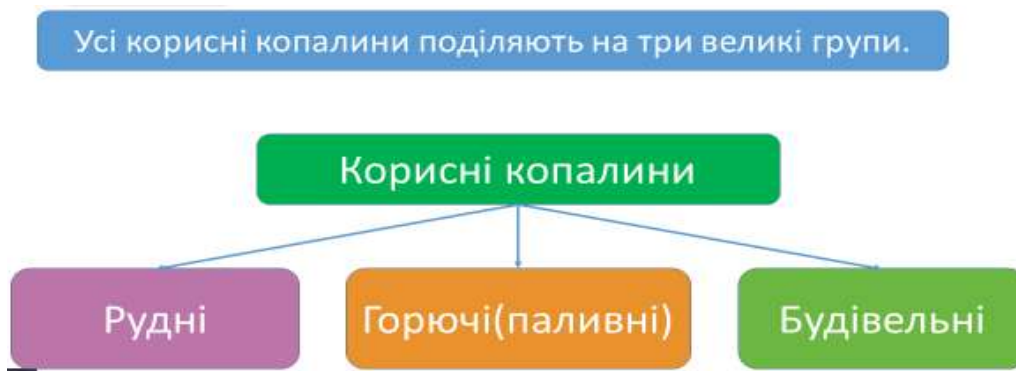 Усі корисні копалини поділяють на три великі групи.
Корисні копалини
Рудні
Горючі(паливні)
Будівельні